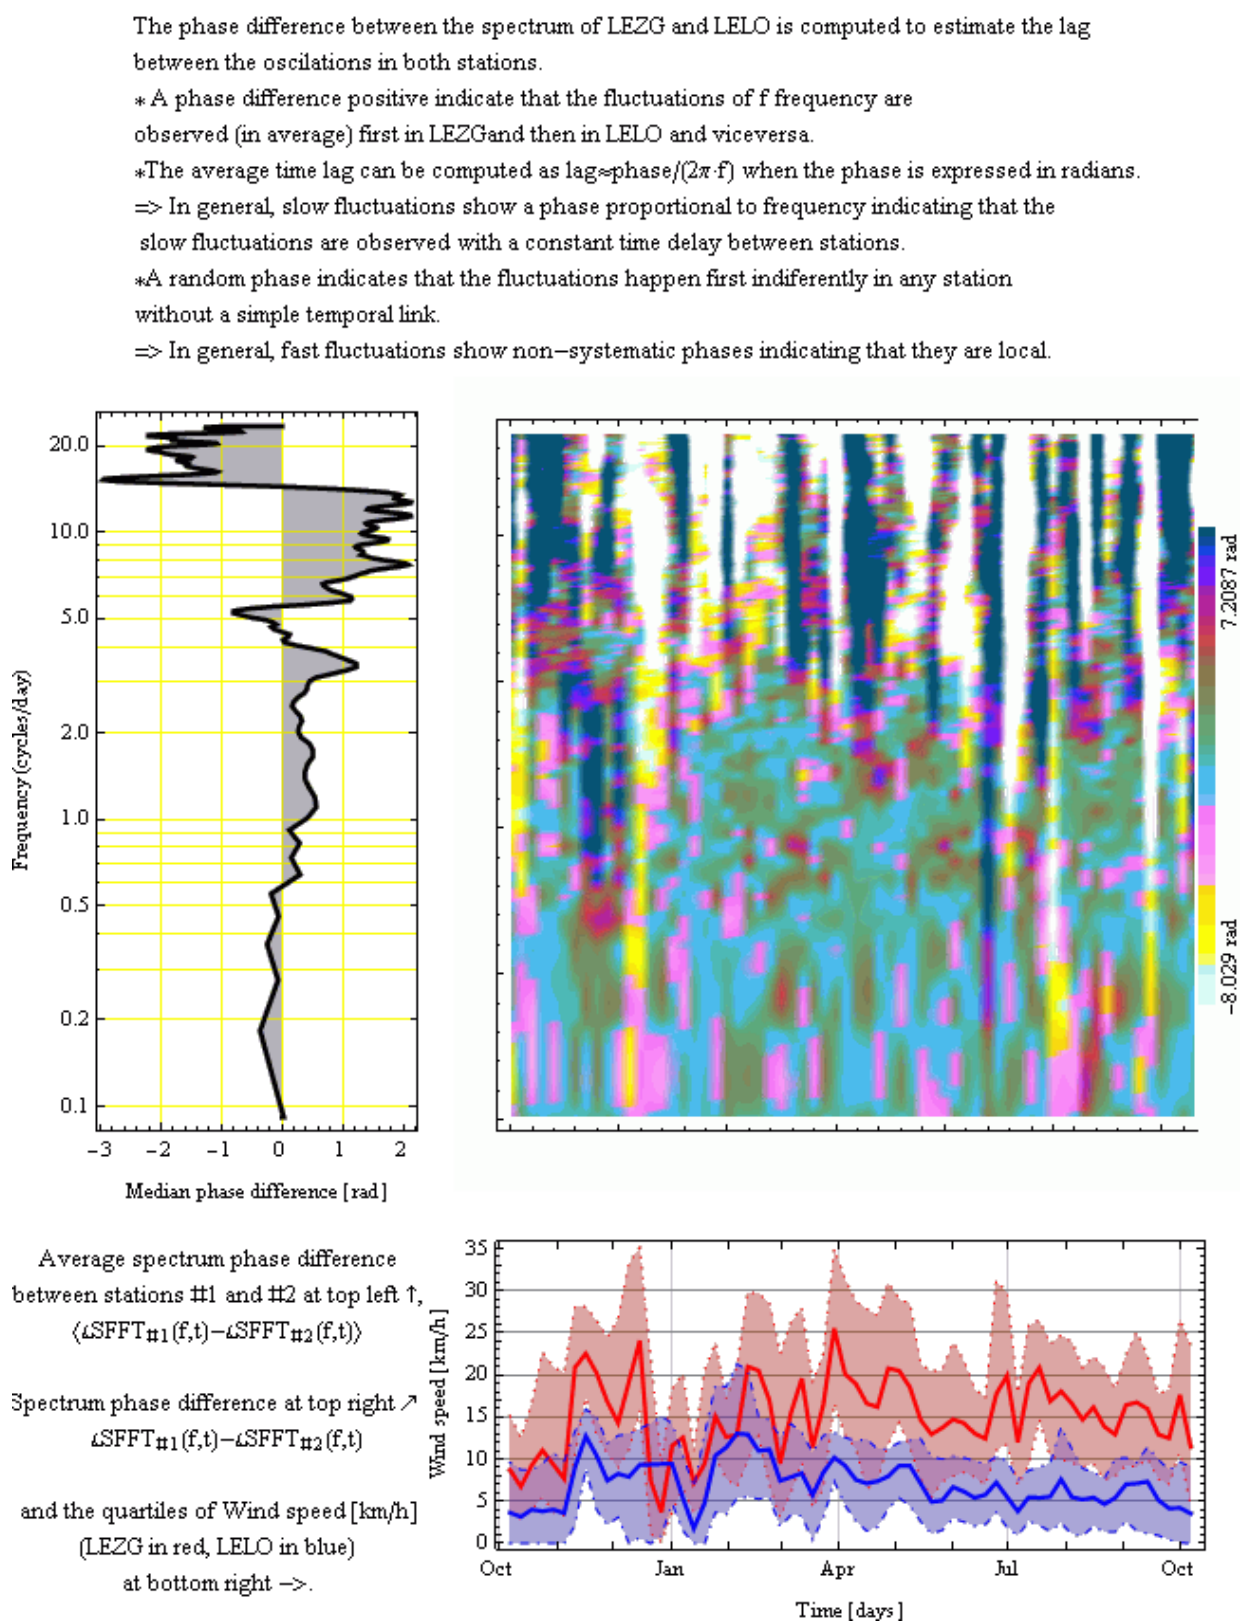 The phase difference between the spectrum of LEZG and LELO is computed to estimate the lag
between the oscilations in both stations.
* A phase difference positive indicate that the fluctuations of f frequency are
observed (in average) first in LEZGand then in LELO and viceversa.
*The average time lag can be computed as lag≈phase/(2π·f) when the phase is expressed in radians.
=> In general, slow fluctuations show a phase proportional to frequency indicating that the
slow fluctuations are observed with a constant time delay between stations.
*A random phase indicates that the fluctuations happen first indiferently in any station
without a simple temporal link.
=> In general, fast fluctuations show non-systematic phases indicating that they are local.
20.0
10.0
5.0
2.0
1.0
0.5
0.2
0.1
Frequency (cycles/day)
-3 -2 -1 0 1 2
Median phase difference [rad]
7.2087 rad
-8.029 rad
Average spectrum phase difference
between stations #1 and #2 at top left ↑,
⟨∠SFFT#1(f,t)-∠SFFT#2(f,t)⟩
Spectrum phase difference at top right ↗
∠SFFT#1(f,t)-∠SFFT#2(f,t)
and the quartiles of Wind speed [km/h]
(LEZG in red, LELO in blue)
at bottom right ->.
Wind speed [km/h]
35
30
25
20
15
10
5
0
Oct Jan Apr Jul Oct
Time [days]